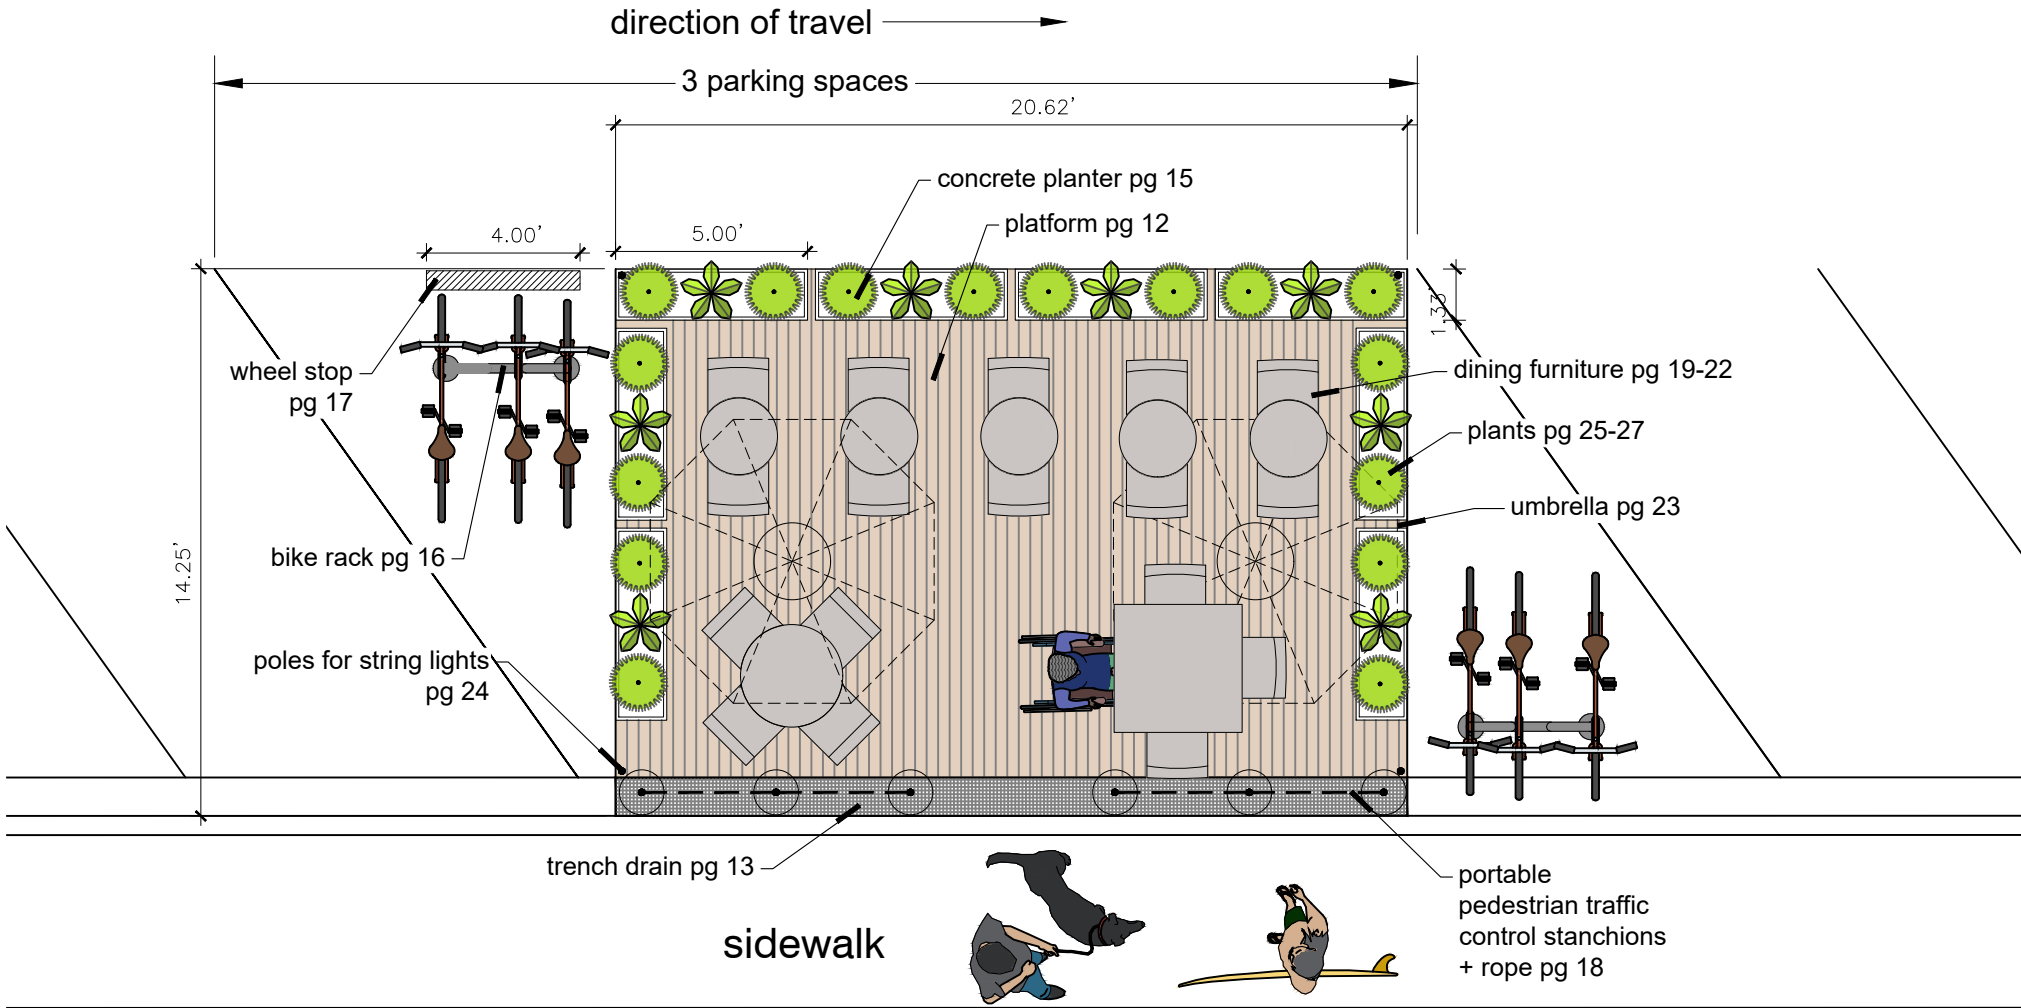 direction of travel
3 parking spaces
20.62'
concrete planter pg 15
platform pg 12
4.00'
5.00'
1.33'
wheel stop
pg 17
dining furniture pg 19-22
plants pg 25-27
umbrella pg 23
bike rack pg 16
14.25'
poles for string lights
pg 24
trench drain pg 13
portable
pedestrian traffic
control stanchions
+ rope pg 18
sidewalk